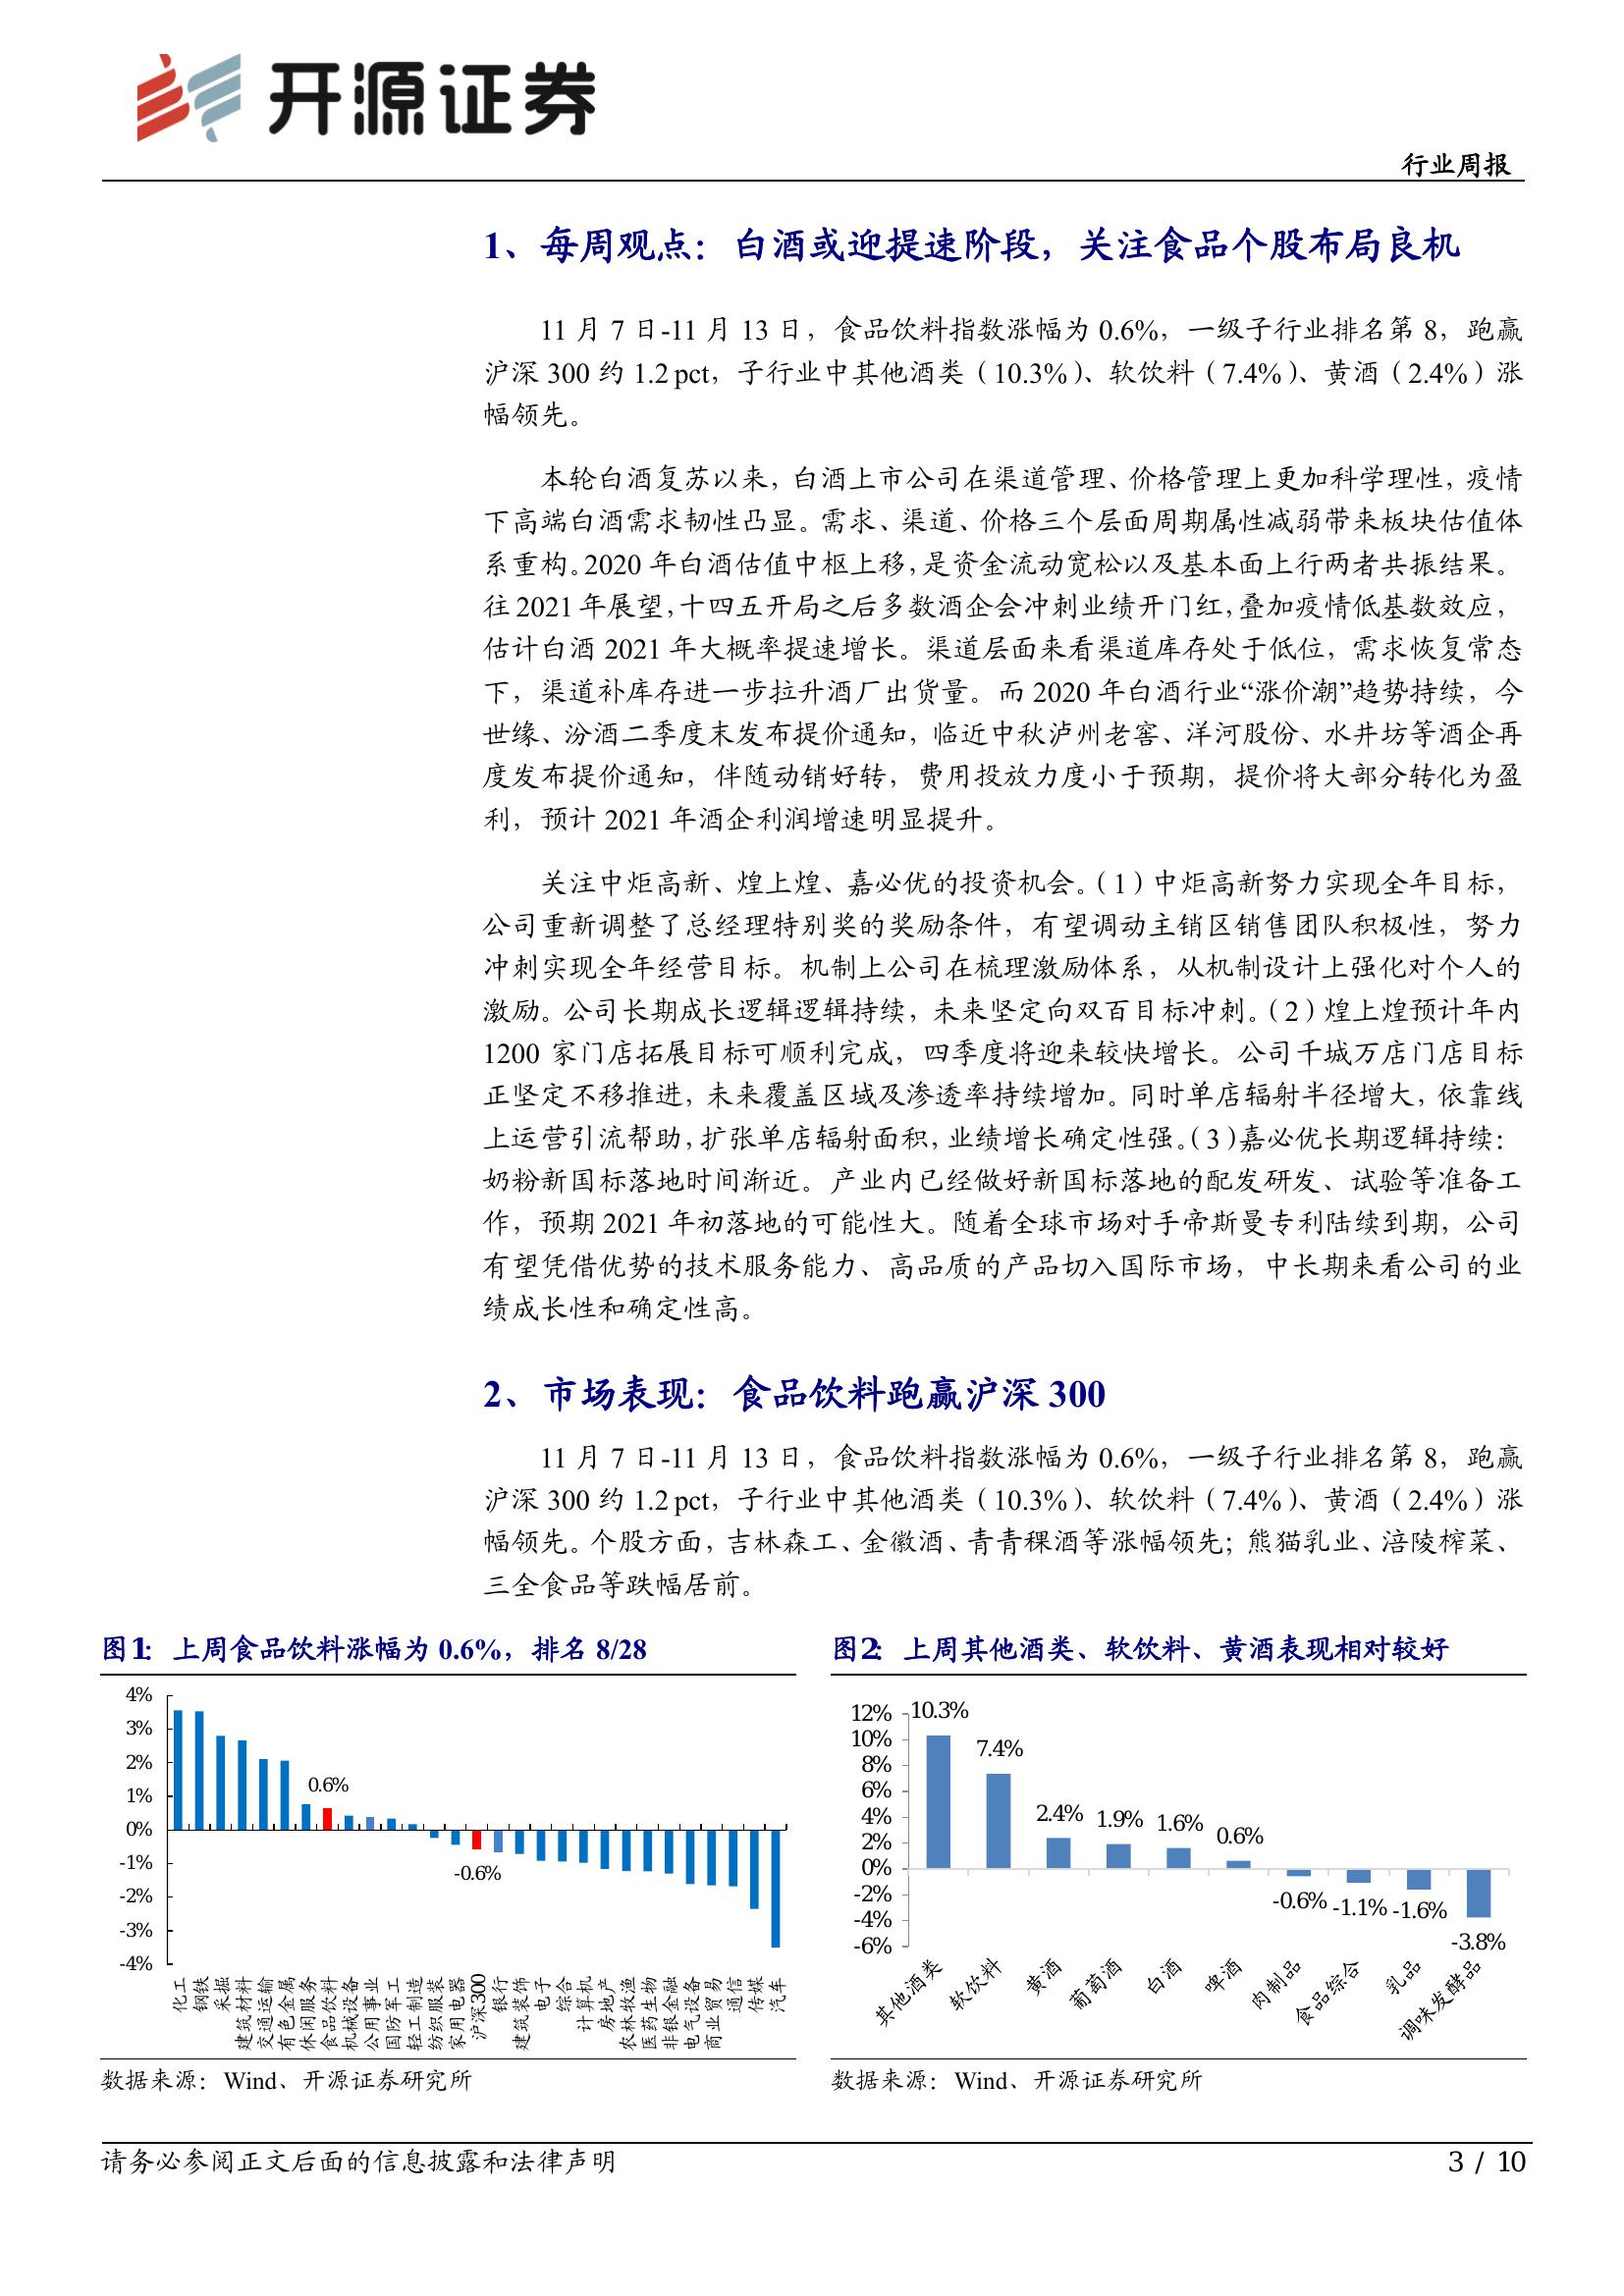 开源证券
行业周报
1、每周观点：白酒或迎提速阶段，关注食品个股布局良机
11 月 7 日-11 月 13 日，食品饮料指数涨幅为 0.6%，一级子行业排名第 8，跑赢
沪深 300 约 1.2 pct，子行业中其他酒类（10.3%）、软饮料（7.4%）、黄酒（2.4%）涨
幅领先。
本轮白酒复苏以来，白酒上市公司在渠道管理、价格管理上更加科学理性，疫情
下高端白酒需求韧性凸显。需求、渠道、价格三个层面周期属性减弱带来板块估值体
系重构。2020 年白酒估值中枢上移，是资金流动宽松以及基本面上行两者共振结果。
往 2021 年展望，十四五开局之后多数酒企会冲刺业绩开门红，叠加疫情低基数效应，
估计白酒 2021 年大概率提速增长。渠道层面来看渠道库存处于低位，需求恢复常态
下，渠道补库存进一步拉升酒厂出货量。而 2020 年白酒行业“涨价潮”趋势持续，今
世缘、汾酒二季度末发布提价通知，临近中秋泸州老窖、洋河股份、水井坊等酒企再
度发布提价通知，伴随动销好转，费用投放力度小于预期，提价将大部分转化为盈
利，预计 2021 年酒企利润增速明显提升。
关注中炬高新、煌上煌、嘉必优的投资机会。（1）中炬高新努力实现全年目标，
公司重新调整了总经理特别奖的奖励条件，有望调动主销区销售团队积极性，努力
冲刺实现全年经营目标。机制上公司在梳理激励体系，从机制设计上强化对个人的
激励。公司长期成长逻辑逻辑持续，未来坚定向双百目标冲刺。（2）煌上煌预计年内
1200 家门店拓展目标可顺利完成，四季度将迎来较快增长。公司千城万店门店目标
正坚定不移推进，未来覆盖区域及渗透率持续增加。同时单店辐射半径增大，依靠线
上运营引流帮助，扩张单店辐射面积，业绩增长确定性强。（3）嘉必优长期逻辑持续：
奶粉新国标落地时间渐近。产业内已经做好新国标落地的配发研发、试验等准备工
作，预期 2021 年初落地的可能性大。随着全球市场对手帝斯曼专利陆续到期，公司
有望凭借优势的技术服务能力、高品质的产品切入国际市场，中长期来看公司的业
绩成长性和确定性高。
2、市场表现：食品饮料跑赢沪深 300
11 月 7 日-11 月 13 日，食品饮料指数涨幅为 0.6%，一级子行业排名第 8，跑赢
沪深 300 约 1.2 pct，子行业中其他酒类（10.3%）、软饮料（7.4%）、黄酒（2.4%）涨
幅领先。个股方面，吉林森工、金徽酒、青青稞酒等涨幅领先；熊猫乳业、涪陵榨菜、
三全食品等跌幅居前。
图1：上周食品饮料涨幅为 0.6%，排名 8/28
4%
3%
2%
1%
0%
-1%
-2%
-3%
-4%
0.6%
-0.6%
化工
钢铁
采掘
建筑材料
交通运输
有色金属
休闲服务
食品饮料
机械设备
公用事业
国防军工
轻工制造
纺织服装
家用电器
沪深300
银行
建筑装饰
电子
综合
计算机
房地产
农林牧渔
医药生物
非银金融
电气设备
商业贸易
通信
传媒
汽车
数据来源：Wind、开源证券研究所
图2：上周其他酒类、软饮料、黄酒表现相对较好
12%
10%
8%
6%
4%
2%
0%
-2%
-4%
-6%
10.3%
7.4%
2.4%
1.9%
1.6%
0.6%
-0.6%
-1.1%
-1.6%
-3.8%
其他酒类
软饮料
黄酒
葡萄酒
白酒
啤酒
肉制品
食品综合
乳品
调味发酵品
数据来源：Wind、开源证券研究所
请务必参阅正文后面的信息披露和法律声明
3 / 10